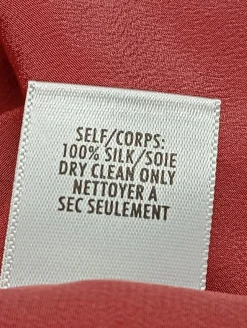 SELF/CORPS:
100% SILK/SOIE
DRY CLEAN ONLY
NETTOYER A
SEC SEULEMENT